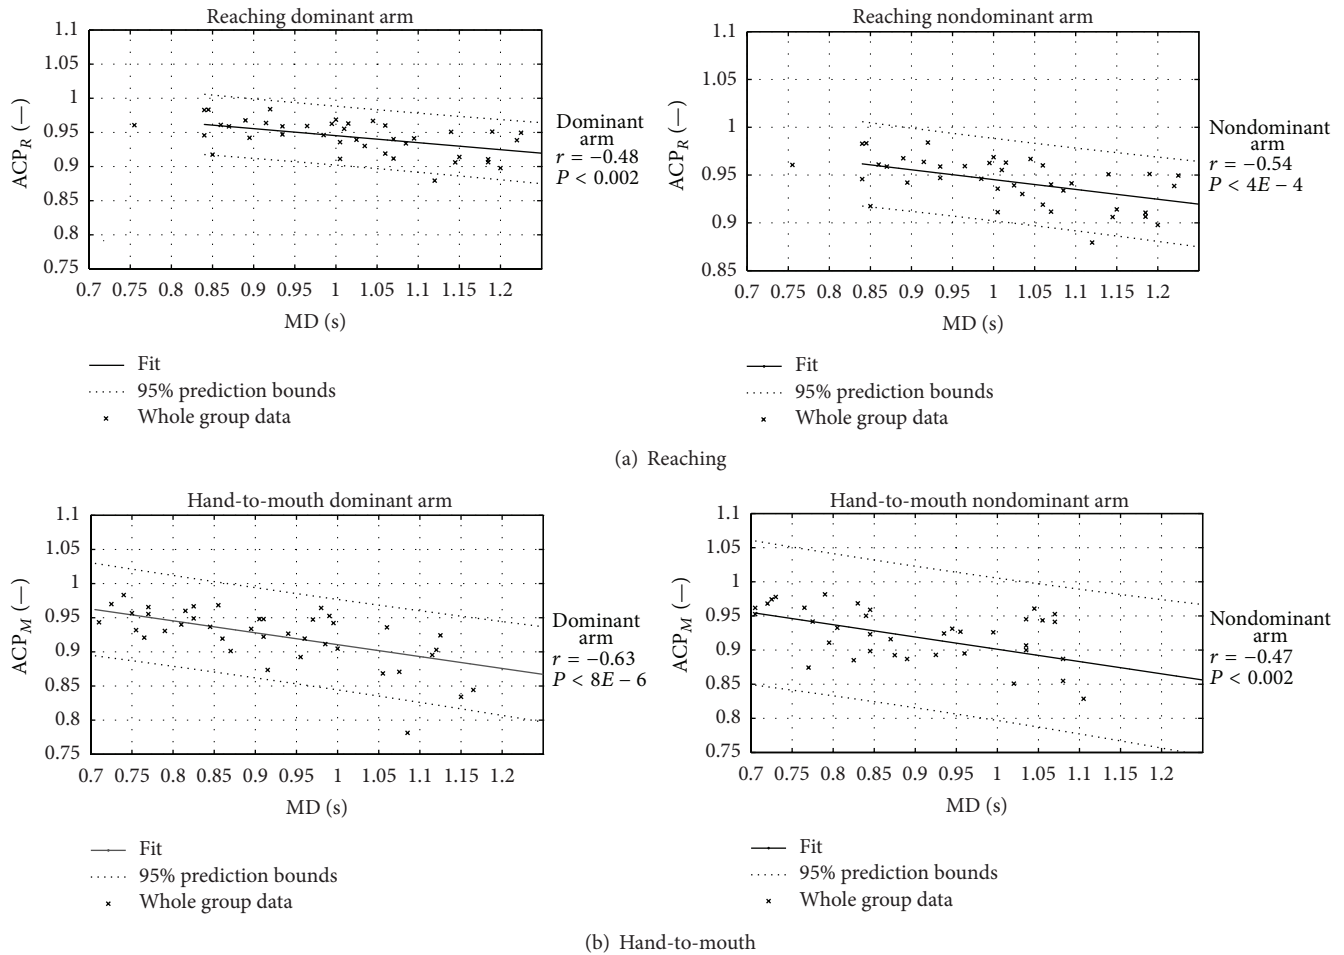 Reaching dominant arm
1.1
1.05
1
0.95
0.9
0.85
0.8
0.75
ACP_R (—)
0.7 0.75 0.8 0.85 0.9 0.95 1 1.05 1.1 1.15 1.2
MD (s)
Dominant
arm
r = −0.48
P < 0.002
Fit
95% prediction bounds
Whole group data
Reaching nondominant arm
1.1
1.05
1
0.95
0.9
0.85
ACP_R (—)
0.7 0.75 0.8 0.85 0.9 0.95 1 1.05 1.1 1.15 1.2
MD (s)
Nondominant
arm
r = −0.54
P < 4E − 4
Fit
95% prediction bounds
Whole group data
(a) Reaching
Hand-to-mouth dominant arm
1.1
1.05
1
0.95
0.9
0.85
0.8
0.75
ACP_M (—)
0.7 0.75 0.8 0.85 0.9 0.95 1 1.05 1.1 1.15 1.2
MD (s)
Dominant
arm
r = −0.63
P < 8E − 6
Fit
95% prediction bounds
Whole group data
Hand-to-mouth nondominant arm
1.1
1.05
1
0.95
0.9
0.85
0.8
0.75
ACP_M (—)
0.7 0.75 0.8 0.85 0.9 0.95 1 1.05 1.1 1.15 1.2
MD (s)
Nondominant
arm
r = −0.47
P < 0.002
Fit
95% prediction bounds
Whole group data
(b) Hand-to-mouth